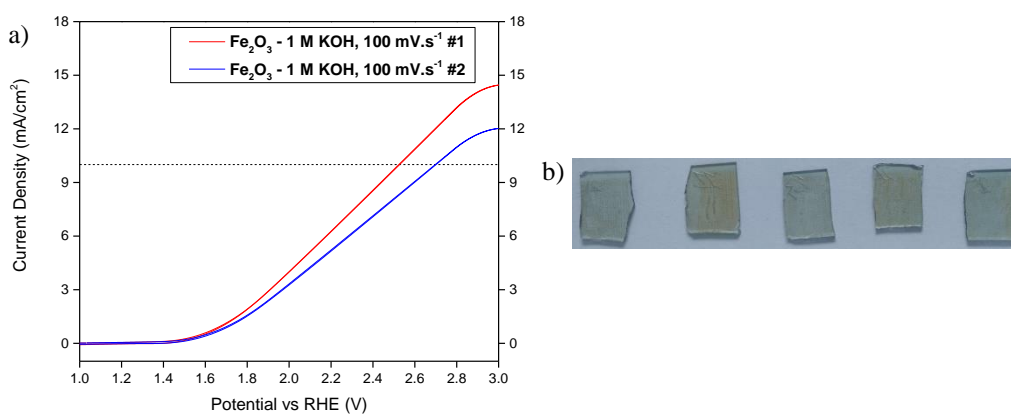 a)
Fe₂O₃ - 1 M KOH, 100 mV.s⁻¹ #1
Fe₂O₃ - 1 M KOH, 100 mV.s⁻¹ #2
18
15
12
9
6
3
0
18
15
12
9
6
3
0
Current Density (mA/cm²)
1.0 1.2 1.4 1.6 1.8 2.0 2.2 2.4 2.6 2.8 3.0
Potential vs RHE (V)
b)